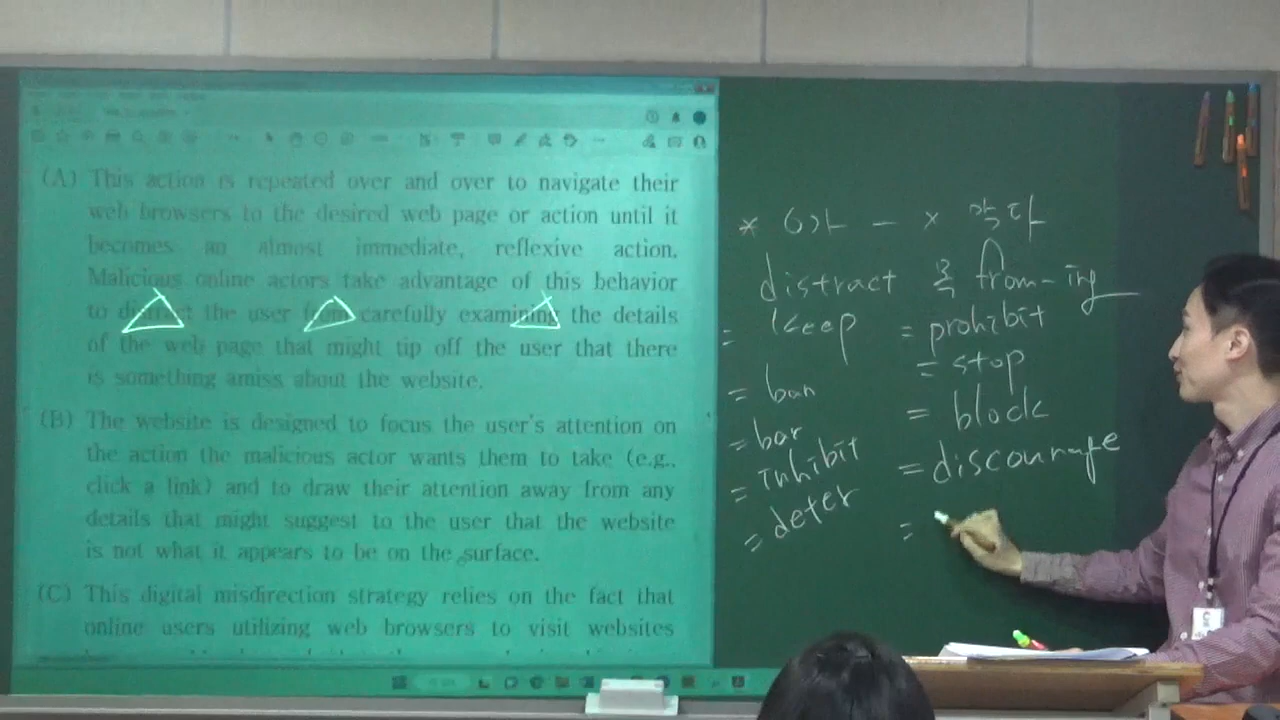 (A) This action is repeated over and over to navigate their
web browsers to the desired web page or action until it
becomes an almost immediate, reflexive action.
Malicious online actors take advantage of this behavior
to distract the user from carefully examining the details
of the web page that might tip off the user that there
is something amiss about the website.
(B) The website is designed to focus the user's attention on
the action the malicious actor wants them to take (e.g.,
click a link) and to draw their attention away from any
details that might suggest to the user that the website
is not what it appears to be on the surface.
(C) This digital misdirection strategy relies on the fact that
online users utilizing web browsers to visit websites
* 억압 - ×
distract 목 from-ing
= keep
= ban
= bar
= inhibit
= deter
= prohibit
= stop
= block
= discourage
=